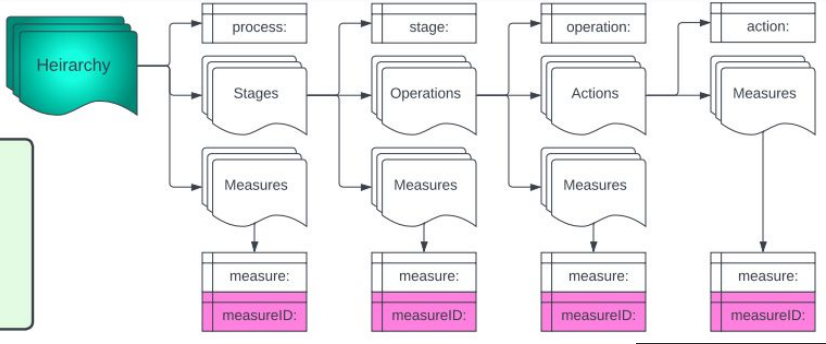 process:
stage:
operation:
action:
Heirarchy
Stages
Operations
Actions
Measures
Measures
Measures
Measures
measure:
measure:
measure:
measure:
measureID:
measureID:
measureID:
measureID: